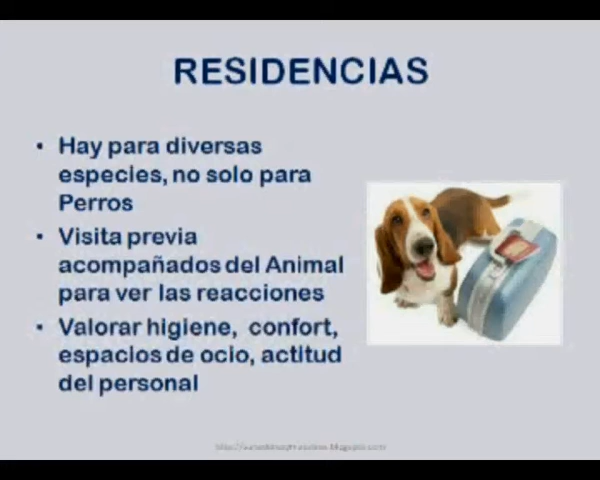 RESIDENCIAS
• Hay para diversas
especies, no solo para
Perros
• Visita previa
acompañados del Animal
para ver las reacciones
• Valorar higiene, confort,
espacios de ocio, actitud
del personal